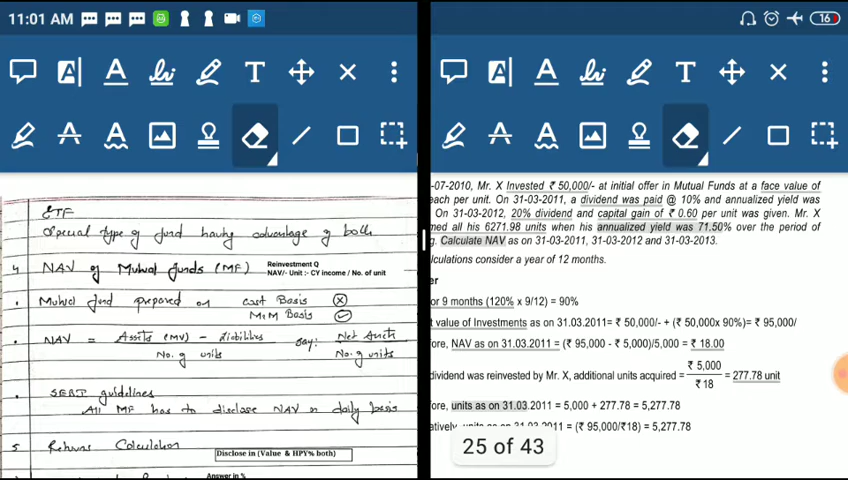 11:01 AM
16
ETF
Special type of fund having advantage of both
4 NAV of Mutual funds (MF)
Reinvestment Q
NAV/- Unit :- CY income / No. of unit
Mutual fund prepared on cost Basis
MTM Basis
NAV = Assets (MV) - Liabilities Say: Net Assets
No. of units No. of units
SEBI guidelines
All MF has to disclose NAV on daily basis
5 Returns Calculation
Disclose in (Value & HPY% both)
Answer in %
-07-2010, Mr. X Invested ₹ 50,000/- at initial offer in Mutual Funds at a face value of
each per unit. On 31-03-2011, a dividend was paid @ 10% and annualized yield was
On 31-03-2012, 20% dividend and capital gain of ₹ 0.60 per unit was given. Mr. X
med all his 6271.98 units when his annualized yield was 71.50% over the period of
g. Calculate NAV as on 31-03-2011, 31-03-2012 and 31-03-2013.
lculations consider a year of 12 months.
er
or 9 months (120% x 9/12) = 90%
t value of Investments as on 31.03.2011= ₹ 50,000/- + (₹ 50,000x 90%)= ₹ 95,000/
fore, NAV as on 31.03.2011 = (₹ 95,000 - ₹ 5,000)/5,000 = ₹ 18.00
dividend was reinvested by Mr. X, additional units acquired = ₹ 5,000 / ₹ 18 = 277.78 unit
fore, units as on 31.03.2011 = 5,000 + 277.78 = 5,277.78
= (₹ 95,000/₹18) = 5,277.78
25 of 43